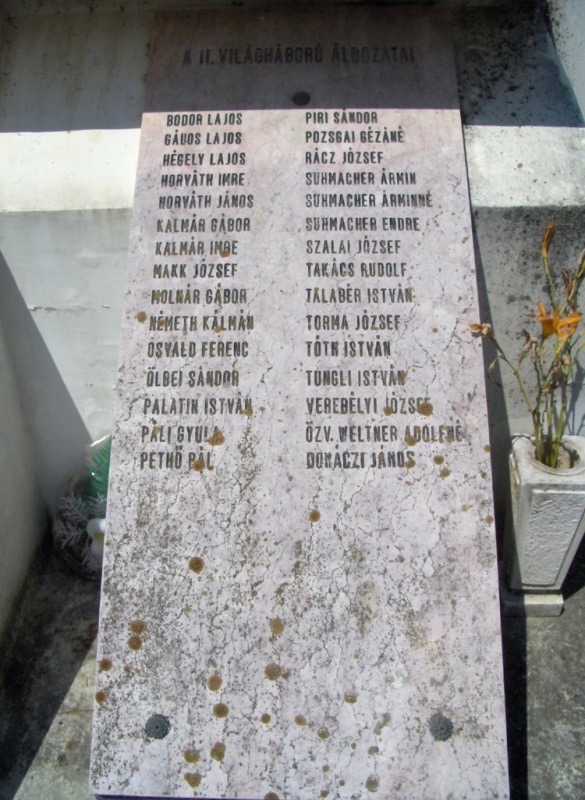 A II. VILÁGHÁBORÚ ÁLDOZATAI
BODOR LAJOS
GÁUOS LAJOS
HÉGELY LAJOS
HORVÁTH IMRE
HORVÁTH JÁNOS
KALMÁR GÁBOR
KALMÁR IMRE
MAKK JÓZSEF
MOLNÁR GÁBOR
NÉMETH KÁLMÁN
OSVALD FERENC
ÖLBEI SÁNDOR
PALATIN ISTVÁN
PÁLI GYULA
PETHŐ PÁL
PIRI SÁNDOR
POZSGAI GÉZÁNÉ
RÁCZ JÓZSEF
SUHMACHER ÁRMIN
SUHMACHER ÁRMINNÉ
SUHMACHER ENDRE
SZALAI JÓZSEF
TAKÁCS RUDOLF
TALABÉR ISTVÁN
TORMA JÓZSEF
TÓTH ISTVÁN
TUNGLI ISTVÁN
VEREBÉLYI JÓZSEF
ÖZV. WELTNER ADOLFNÉ
DONÁCZI JÁNOS